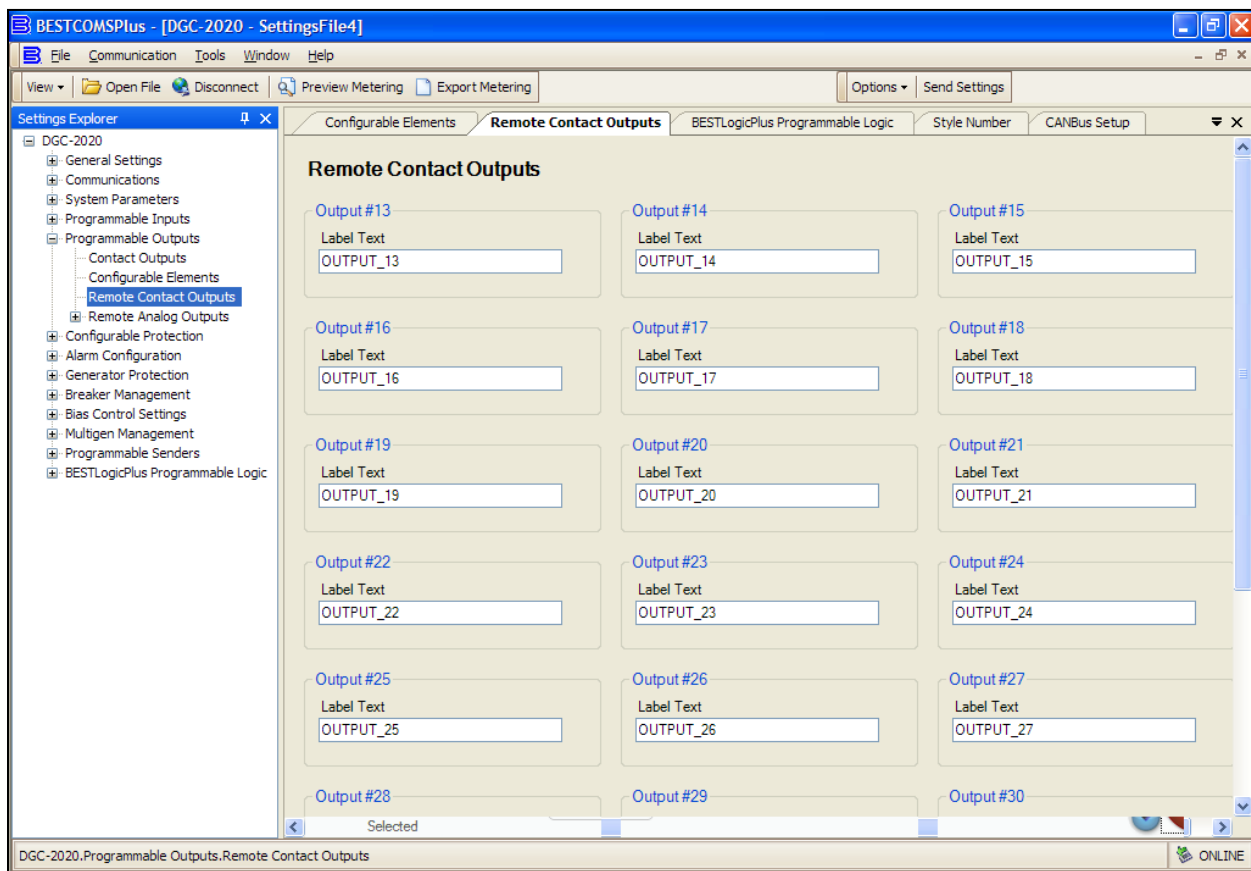 BESTCOMSPlus - [DGC-2020 - SettingsFile4]
File Communication Tools Window Help
View Open File Disconnect Preview Metering Export Metering Options Send Settings
Settings Explorer
DGC-2020
General Settings
Communications
System Parameters
Programmable Inputs
Programmable Outputs
Contact Outputs
Configurable Elements
Remote Contact Outputs
Remote Analog Outputs
Configurable Protection
Alarm Configuration
Generator Protection
Breaker Management
Bias Control Settings
Multigen Management
Programmable Senders
BESTLogicPlus Programmable Logic
Configurable Elements Remote Contact Outputs BESTLogicPlus Programmable Logic Style Number CANBus Setup
Remote Contact Outputs
Output #13 Output #14 Output #15
Label Text Label Text Label Text
OUTPUT_13 OUTPUT_14 OUTPUT_15
Output #16 Output #17 Output #18
Label Text Label Text Label Text
OUTPUT_16 OUTPUT_17 OUTPUT_18
Output #19 Output #20 Output #21
Label Text Label Text Label Text
OUTPUT_19 OUTPUT_20 OUTPUT_21
Output #22 Output #23 Output #24
Label Text Label Text Label Text
OUTPUT_22 OUTPUT_23 OUTPUT_24
Output #25 Output #26 Output #27
Label Text Label Text Label Text
OUTPUT_25 OUTPUT_26 OUTPUT_27
Output #28 Output #29 Output #30
Selected
DGC-2020.Programmable Outputs.Remote Contact Outputs ONLINE